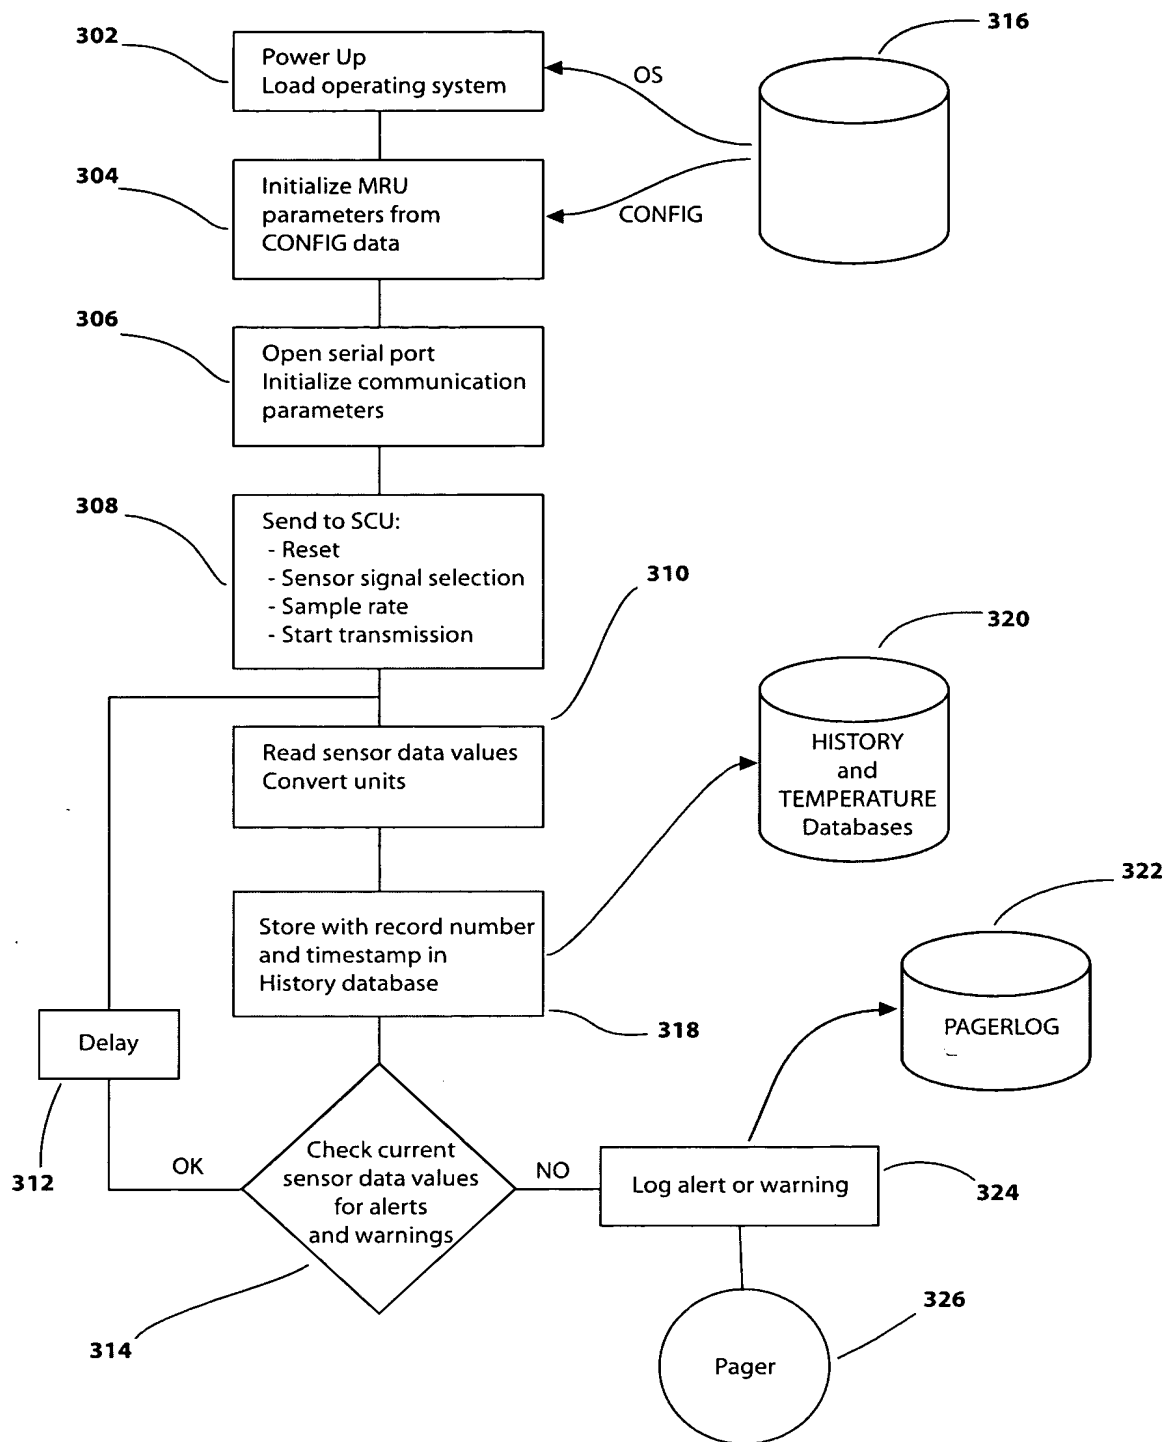 302
316
Power Up
Load operating system
OS
304
Initialize MRU
parameters from
CONFIG data
CONFIG
306
Open serial port
Initialize communication
parameters
308
Send to SCU:
- Reset
- Sensor signal selection
- Sample rate
- Start transmission
310
320
Read sensor data values
Convert units
HISTORY
and
TEMPERATURE
Databases
322
Store with record number
and timestamp in
History database
318
PAGERLOG
Delay
312
OK
Check current
sensor data values
for alerts
and warnings
NO
Log alert or warning
324
314
326
Pager